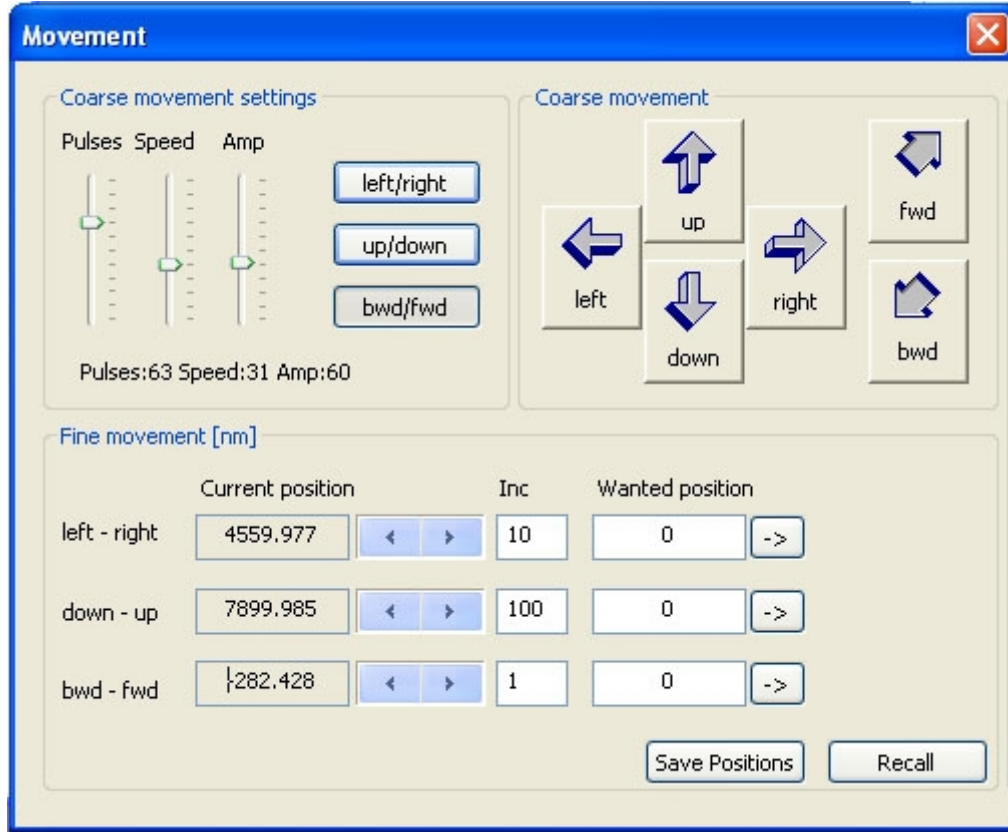 Movement
Coarse movement settings
Pulses Speed Amp
left/right
up/down
bwd/fwd
Pulses:63 Speed:31 Amp:60
Coarse movement
up
left
right
down
fwd
bwd
Fine movement [nm]
Current position Inc Wanted position
left - right 4559.977 10 0 ->
down - up 7899.985 100 0 ->
bwd - fwd -282.428 1 0 ->
Save Positions Recall